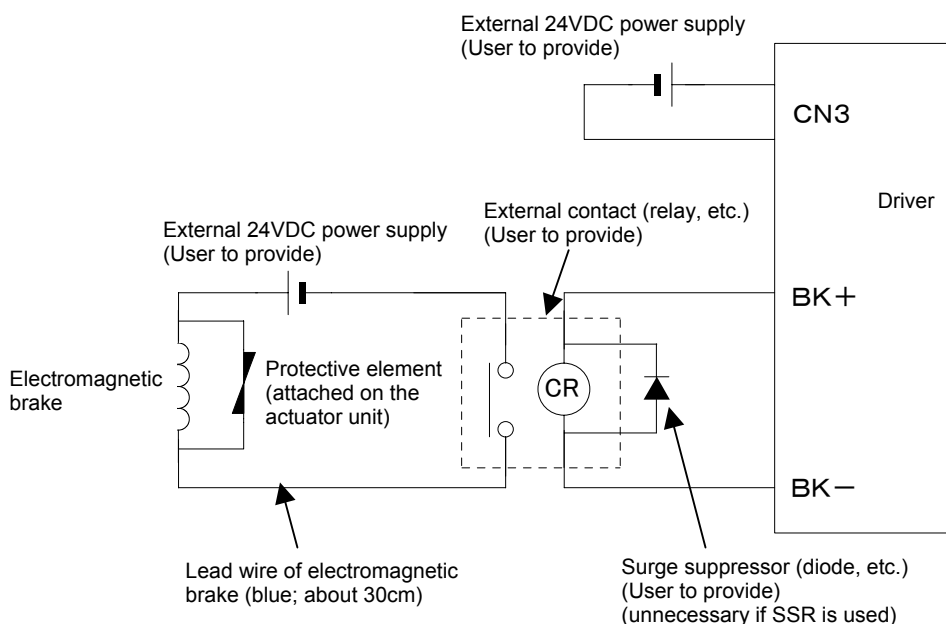 External 24VDC power supply
(User to provide)
CN3
Driver
External contact (relay, etc.)
(User to provide)
External 24VDC power supply
(User to provide)
BK+
Electromagnetic
brake
Protective element
(attached on the
actuator unit)
CR
BK-
Lead wire of electromagnetic
brake (blue; about 30cm)
Surge suppressor (diode, etc.)
(User to provide)
(unnecessary if SSR is used)